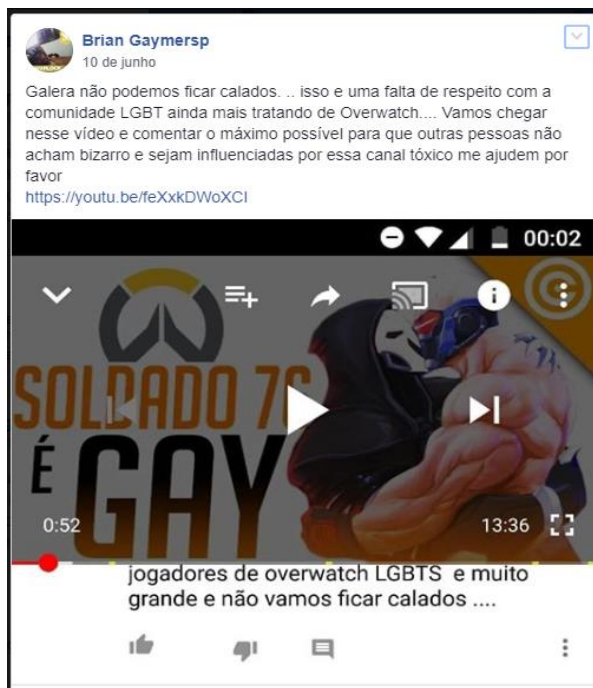 Brian Gaymersp
10 de junho
Galera não podemos ficar calados. .. isso e uma falta de respeito com a
comunidade LGBT ainda mais tratando de Overwatch.... Vamos chegar
nesse vídeo e comentar o máximo possível para que outras pessoas não
acham bizarro e sejam influenciadas por essa canal tóxico me ajudem por
favor
https://youtu.be/feXxkDWoXCI
00:02
SOLDADO 76
É
GAY
0:52
13:36
jogadores de overwatch LGBTS e muito
grande e não vamos ficar calados ....